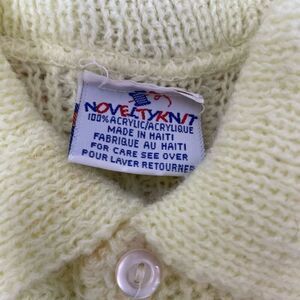 NOVELTYKNIT
100% ACRYLIC/ACRYLIQUE
MADE IN HAITI
FABRIQUE AU HAITI
FOR CARE SEE OVER
POUR LAVER RETOURNER